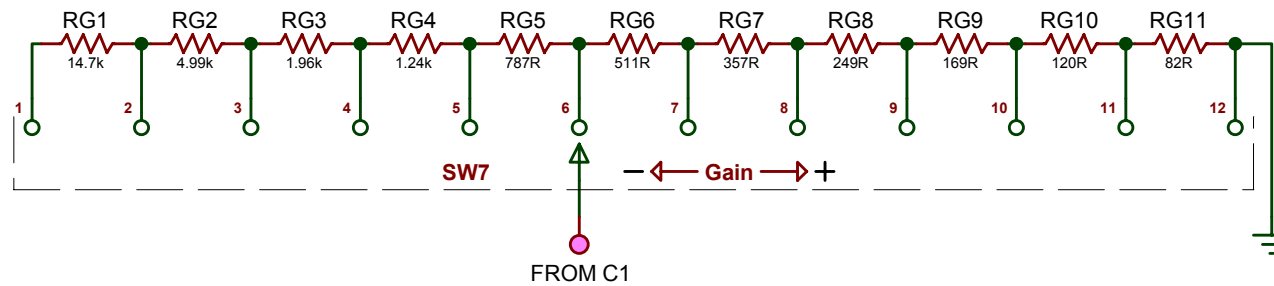 RG1 RG2 RG3 RG4 RG5 RG6 RG7 RG8 RG9 RG10 RG11
14.7k 4.99k 1.96k 1.24k 787R 511R 357R 249R 169R 120R 82R
1 2 3 4 5 6 7 8 9 10 11 12
SW7 − Gain +
FROM C1